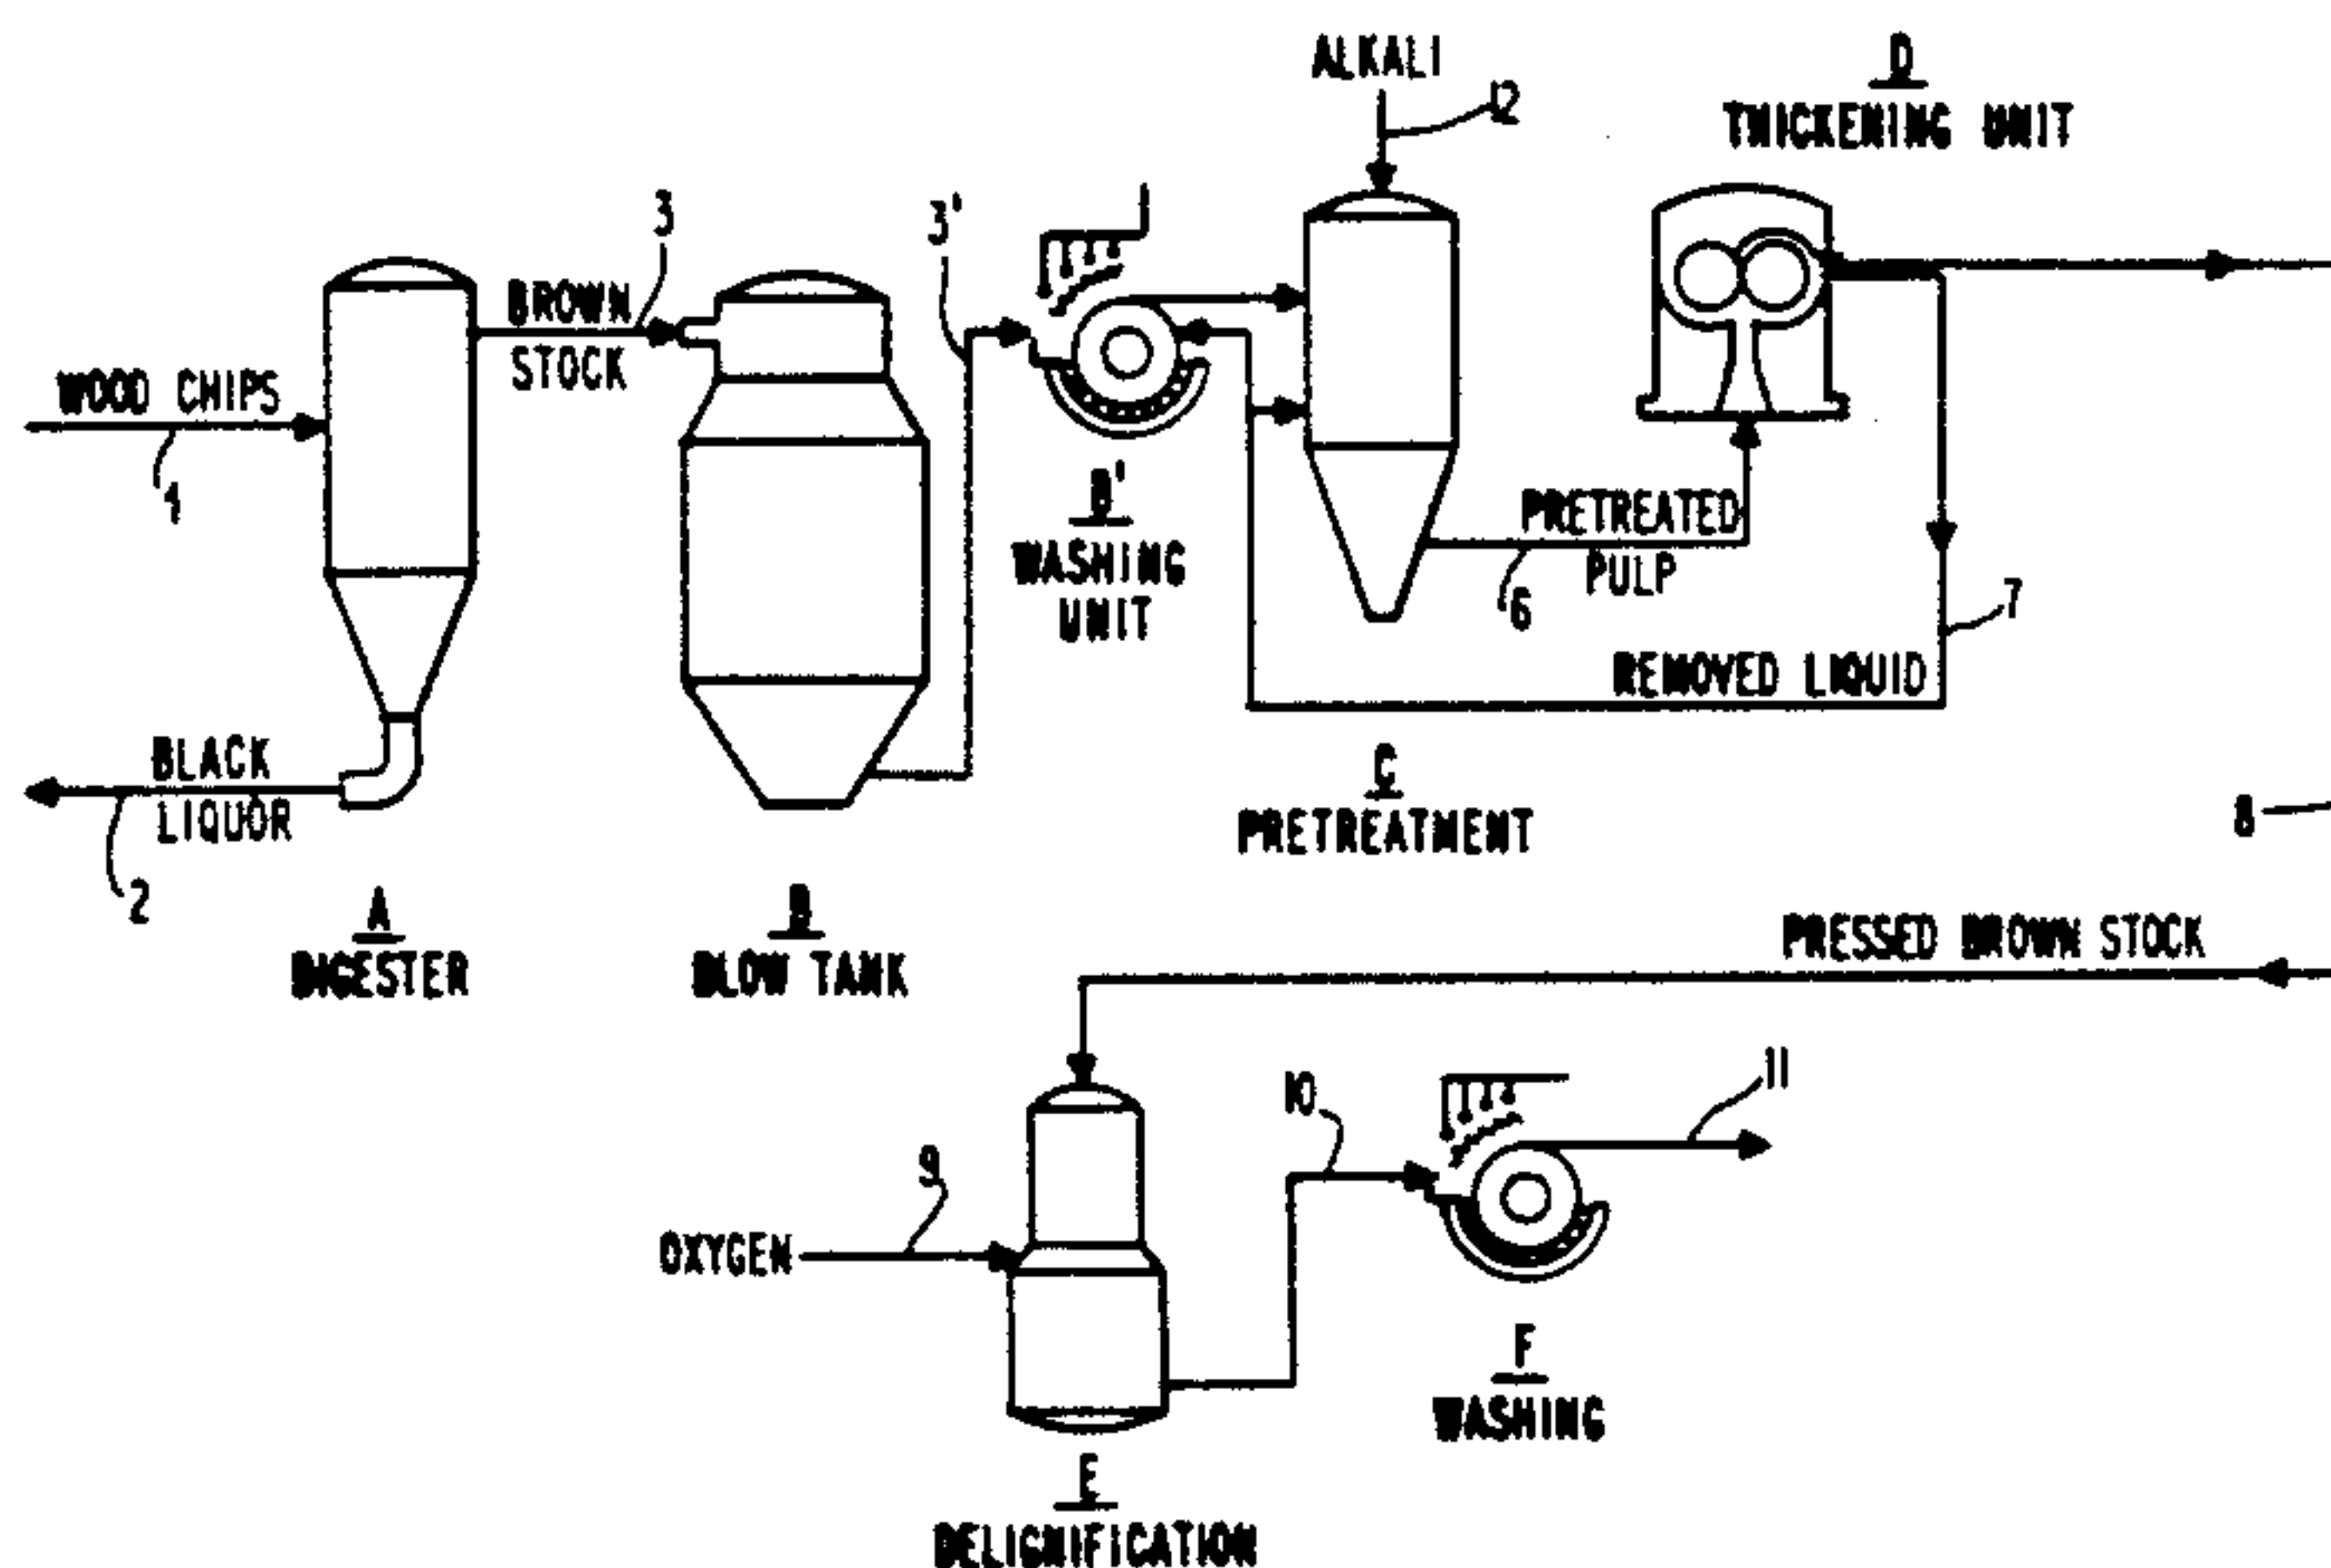 ALKALI
12
D
THICKENING UNIT
3
3'
BROWN
STOCK
WOOD CHIPS
1
B'
WASHING
UNIT
PRETREATED
PULP
6
7
REMOVED LIQUID
BLACK
LIQUOR
2
C
PRETREATMENT
8
A
DIGESTER
B
BLOW TANK
PRESSED BROWN STOCK
10
11
9
OXYGEN
F
WASHING
E
DELIGNIFICATION